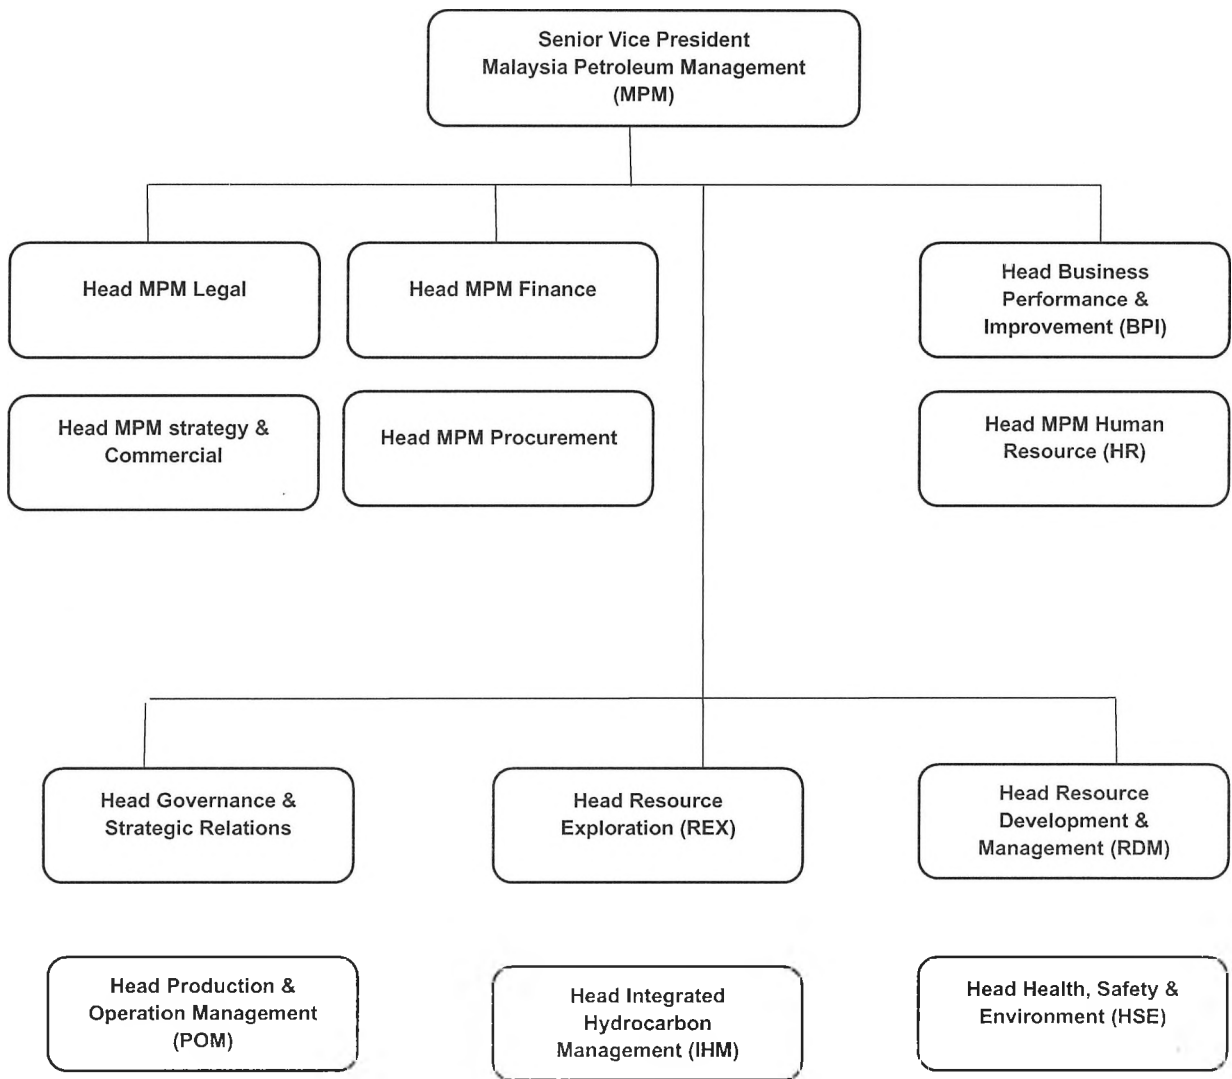 Senior Vice President
Malaysia Petroleum Management
(MPM)
Head MPM Legal
Head MPM Finance
Head Business
Performance &
Improvement (BPI)
Head MPM strategy &
Commercial
Head MPM Procurement
Head MPM Human
Resource (HR)
Head Governance &
Strategic Relations
Head Resource
Exploration (REX)
Head Resource
Development &
Management (RDM)
Head Production &
Operation Management
(POM)
Head Integrated
Hydrocarbon
Management (IHM)
Head Health, Safety &
Environment (HSE)